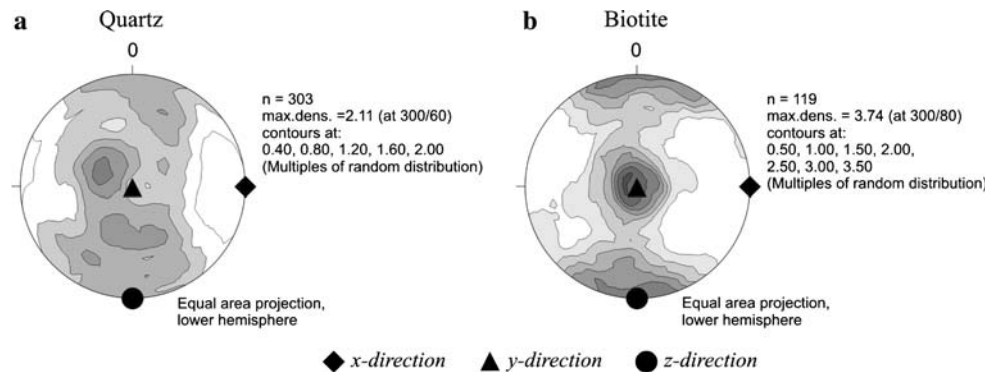 a
Quartz
0
n = 303
max.dens. =2.11 (at 300/60)
contours at:
0.40, 0.80, 1.20, 1.60, 2.00
(Multiples of random distribution)
Equal area projection,
lower hemisphere
b
Biotite
0
n = 119
max.dens. = 3.74 (at 300/80)
contours at:
0.50, 1.00, 1.50, 2.00,
2.50, 3.00, 3.50
(Multiples of random distribution)
Equal area projection,
lower hemisphere
x-direction y-direction z-direction